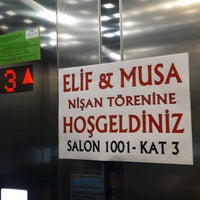 3
ELİF & MUSA
NİŞAN TÖRENİNE
HOŞGELDİNİZ
SALON 1001- KAT 3